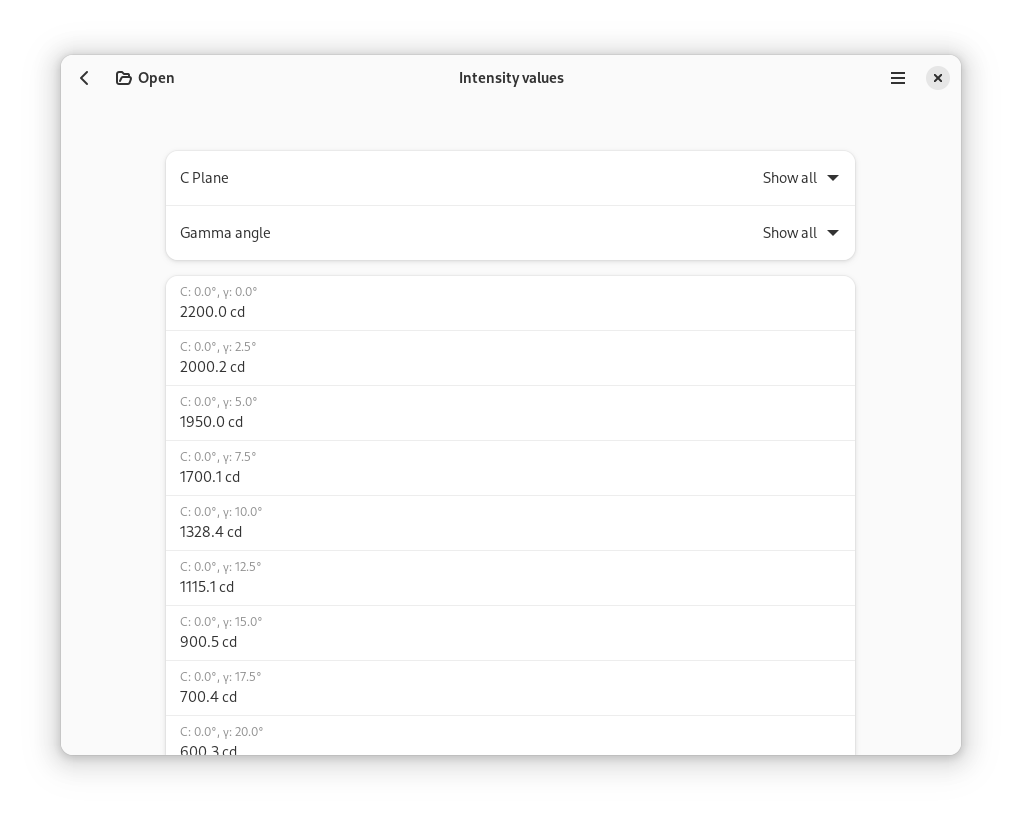 Open
Intensity values
C Plane
Show all
Gamma angle
Show all
C: 0.0°, γ: 0.0°
2200.0 cd
C: 0.0°, γ: 2.5°
2000.2 cd
C: 0.0°, γ: 5.0°
1950.0 cd
C: 0.0°, γ: 7.5°
1700.1 cd
C: 0.0°, γ: 10.0°
1328.4 cd
C: 0.0°, γ: 12.5°
1115.1 cd
C: 0.0°, γ: 15.0°
900.5 cd
C: 0.0°, γ: 17.5°
700.4 cd
C: 0.0°, γ: 20.0°
600.3 cd